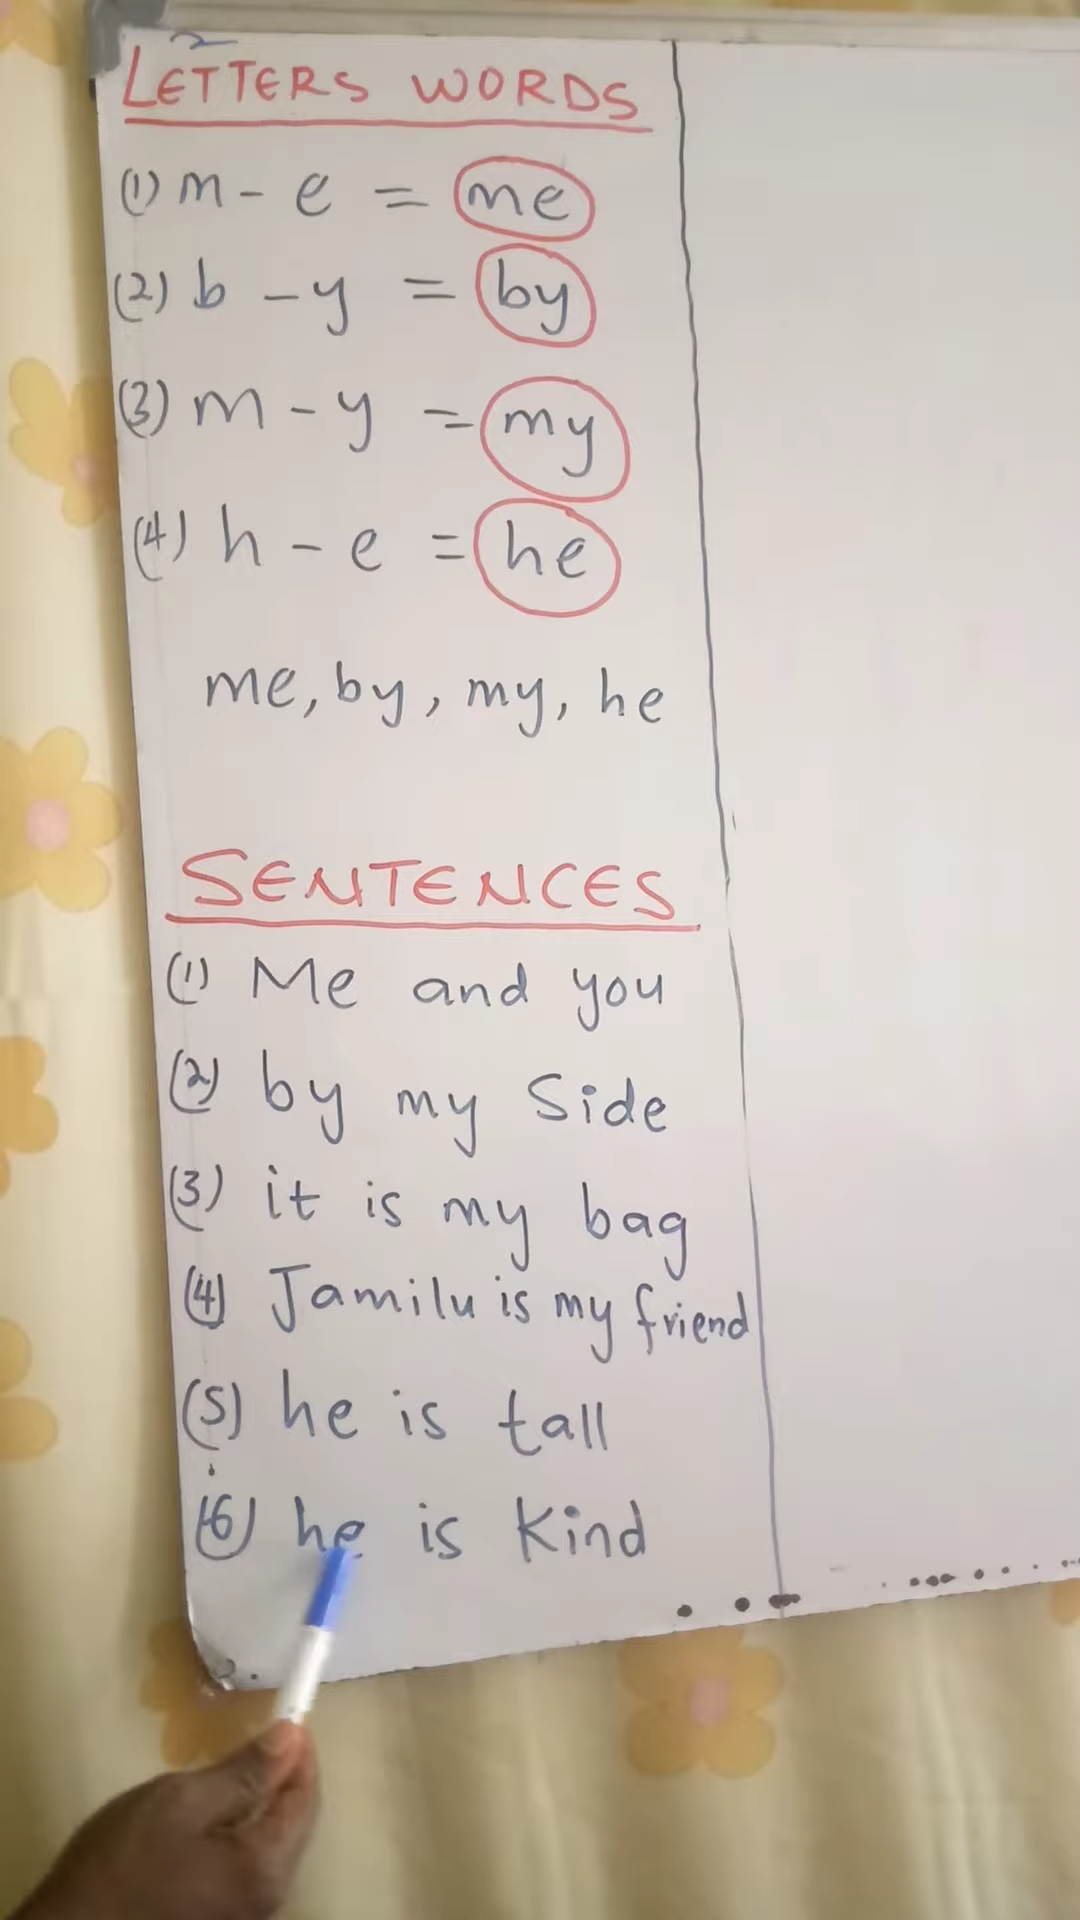 2
LETTERS WORDS
(1) m - e = me
(2) b - y = by
(3) m - y = my
(4) h - e = he
me, by, my, he
SENTENCES
(1) Me and you
(2) by my Side
(3) it is my bag
(4) Jamilu is my friend
(5) he is tall
(6) he is Kind